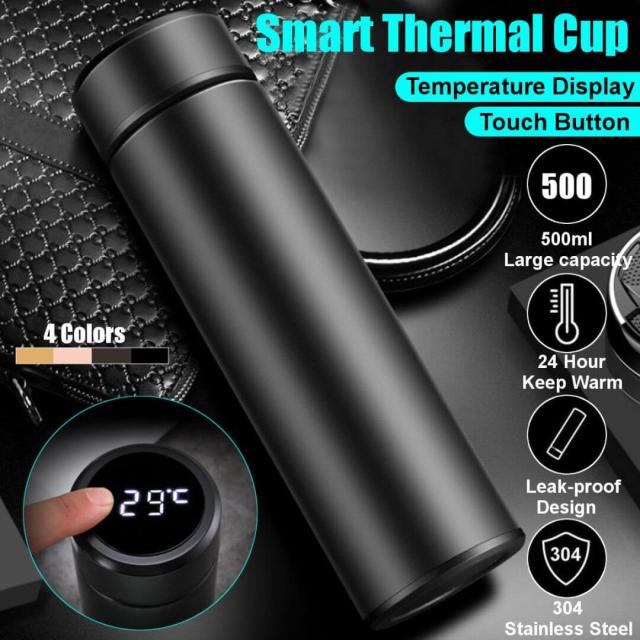 Smart Thermal Cup
Temperature Display
Touch Button
500
500ml
Large capacity
24 Hour
Keep Warm
Leak-proof
Design
304
304
Stainless Steel
4 Colors
29°C